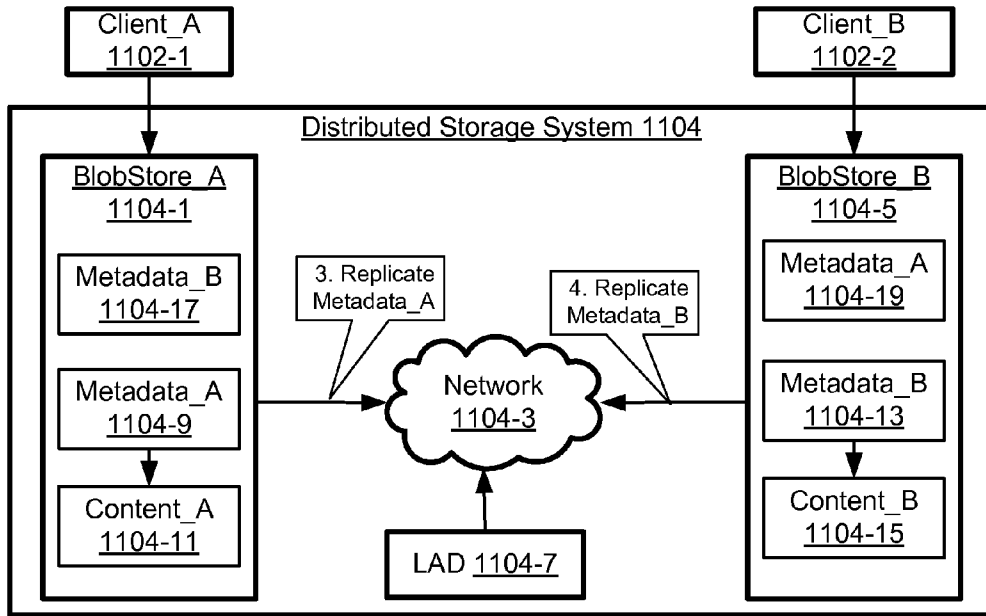 Client_A
1102-1
Client_B
1102-2
Distributed Storage System 1104
BlobStore_A
1104-1
Metadata_B
1104-17
Metadata_A
1104-9
Content_A
1104-11
3. Replicate
Metadata_A
4. Replicate
Metadata_B
Network
1104-3
LAD 1104-7
BlobStore_B
1104-5
Metadata_A
1104-19
Metadata_B
1104-13
Content_B
1104-15